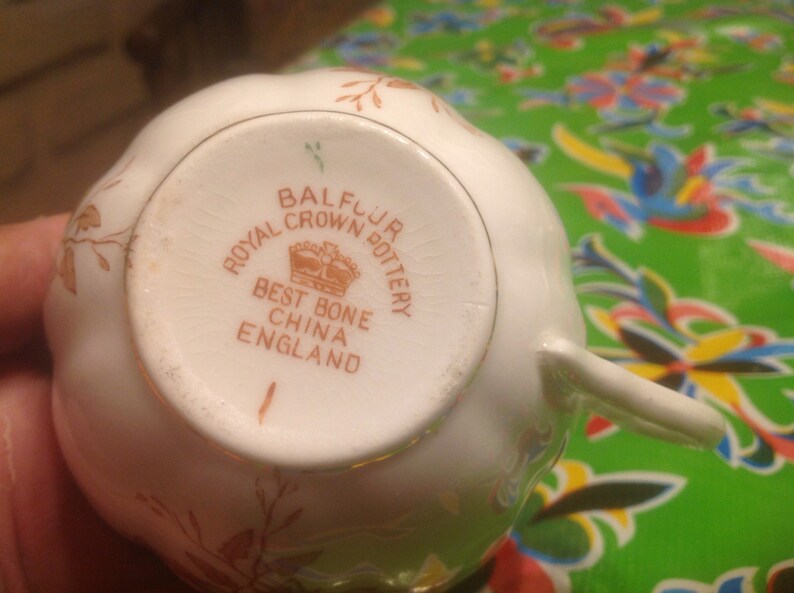 BALFOUR
ROYAL CROWN POTTERY
BEST BONE
CHINA
ENGLAND